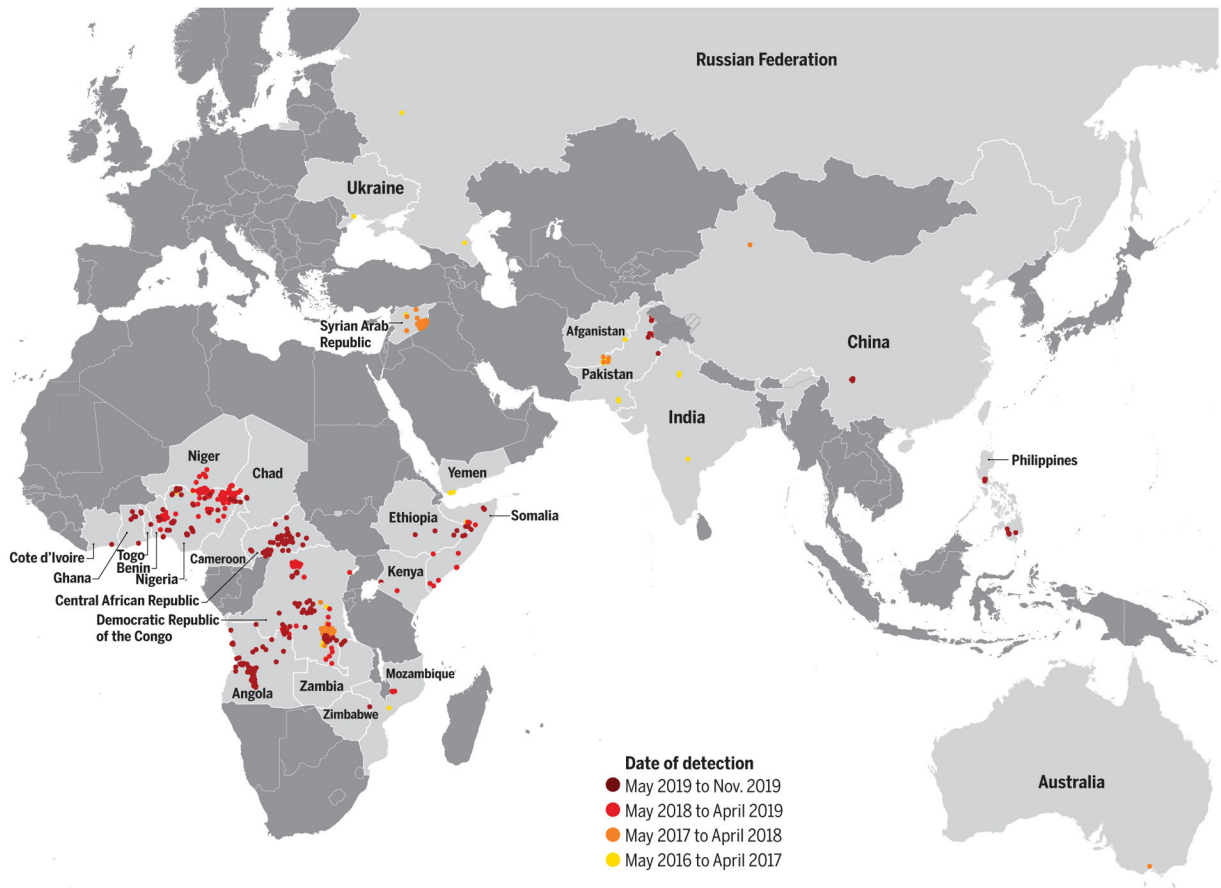 Russian Federation
Ukraine
Syrian Arab
Republic
Afganistan
China
Pakistan
India
Niger
Chad
Yemen
Philippines
Ethiopia
Somalia
Cote d'Ivoire
Togo
Cameroon
Ghana
Benin
Nigeria
Kenya
Central African Republic
Democratic Republic
of the Congo
Mozambique
Angola
Zambia
Zimbabwe
Date of detection
May 2019 to Nov. 2019
May 2018 to April 2019
May 2017 to April 2018
May 2016 to April 2017
Australia